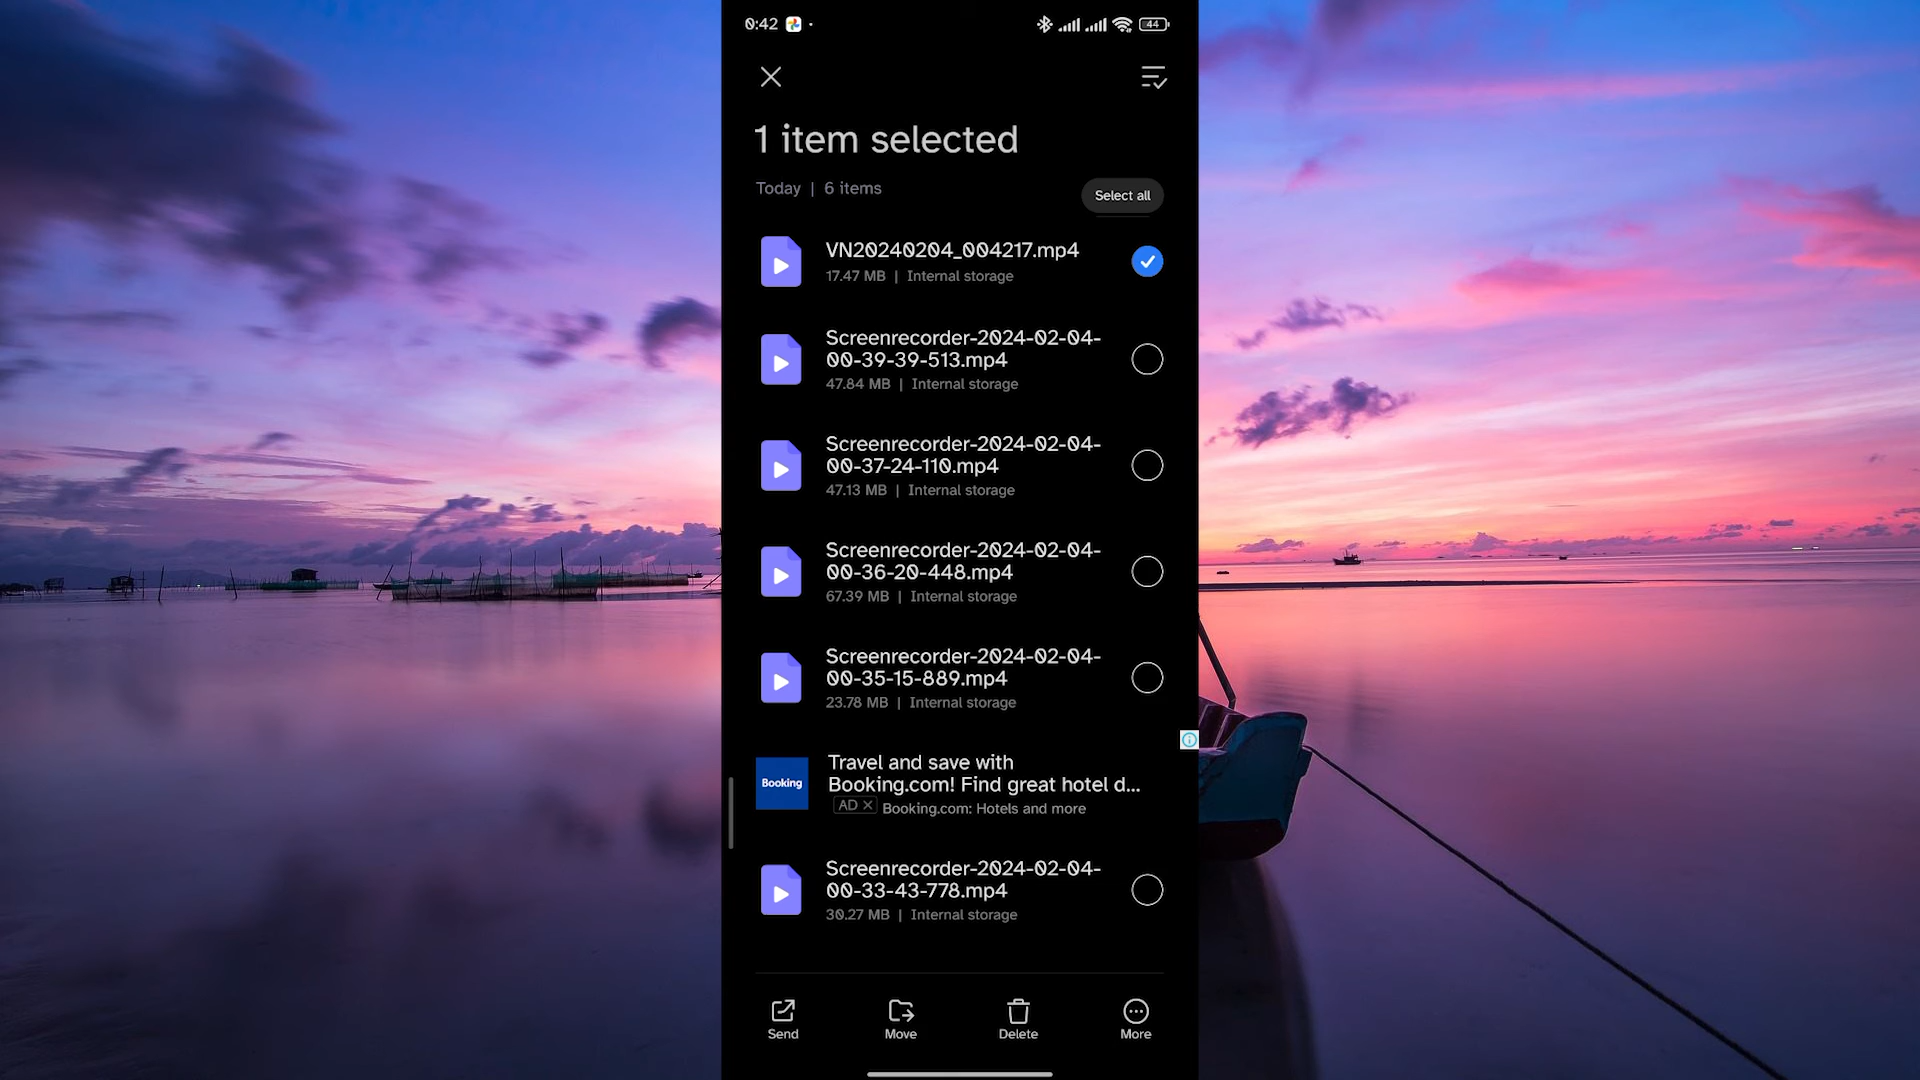 0:42
44
1 item selected
Today | 6 items
Select all
VN20240204_004217.mp4
17.47 MB | Internal storage
Screenrecorder-2024-02-04-
00-39-39-513.mp4
47.84 MB | Internal storage
Screenrecorder-2024-02-04-
00-37-24-110.mp4
47.13 MB | Internal storage
Screenrecorder-2024-02-04-
00-36-20-448.mp4
67.39 MB | Internal storage
Screenrecorder-2024-02-04-
00-35-15-889.mp4
23.78 MB | Internal storage
Booking
Travel and save with
Booking.com! Find great hotel d...
AD X Booking.com: Hotels and more
Screenrecorder-2024-02-04-
00-33-43-778.mp4
30.27 MB | Internal storage
Send Move Delete More